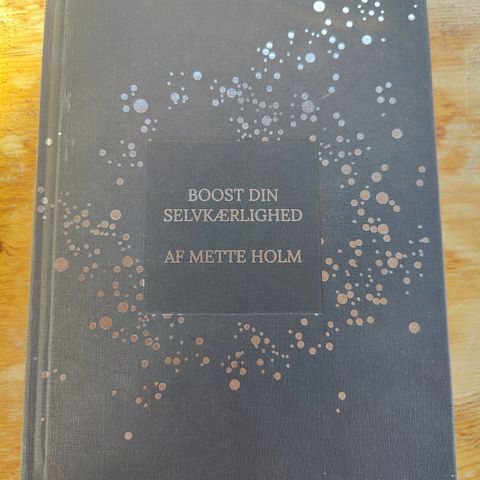 BOOST DIN
SELVKÆRLIGHED
AF METTE HOLM